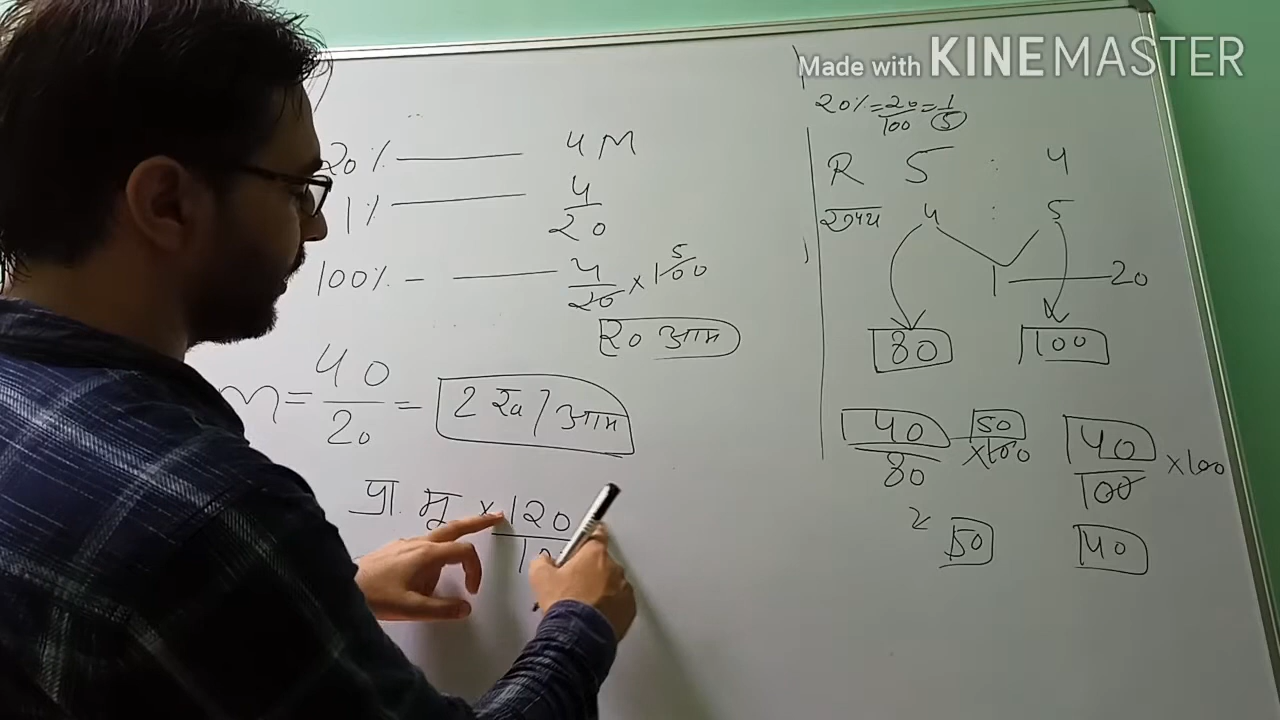 Made with KINEMASTER
20% — 4 M
1% — 4/20
100% - — 4/20 × 100 5
20 आम
m = 40/20 = 2 रु / आम
प्रा. मू × 120
20% = 20/100 = 1/5
R 5 : 4
4 : 5
1 — 20
80 100
40/80 × 100 50 40/100 × 100
2 50 40